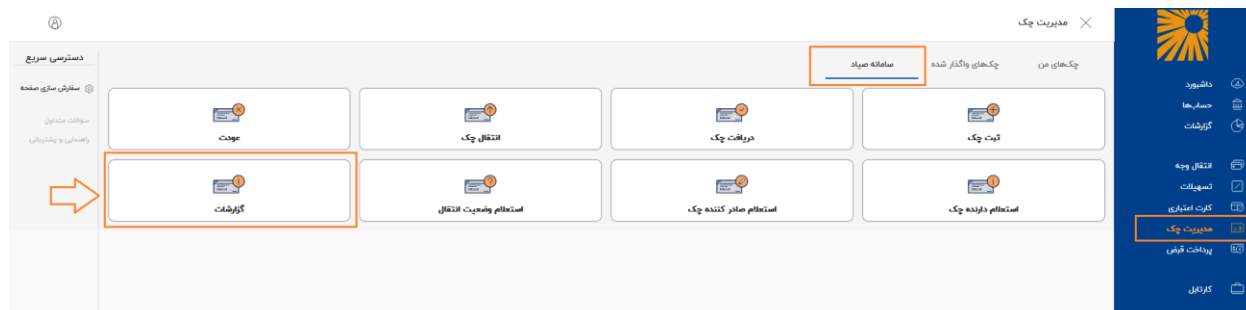 مدیریت چک
چک‌های من
چک‌های واگذار شده
سامانه صیاد
ثبت چک
دریافت چک
انتقال چک
عودت
استعلام دارنده چک
استعلام صادر کننده چک
استعلام وضعیت انتقال
گزارشات
داشبورد
حساب‌ها
گزارشات
انتقال وجه
تسهیلات
کارت اعتباری
مدیریت چک
پرداخت قبض
کارتابل
دسترسی سریع
سفارش سازی صفحه
سوالات متداول
راهنمایی و پشتیبانی